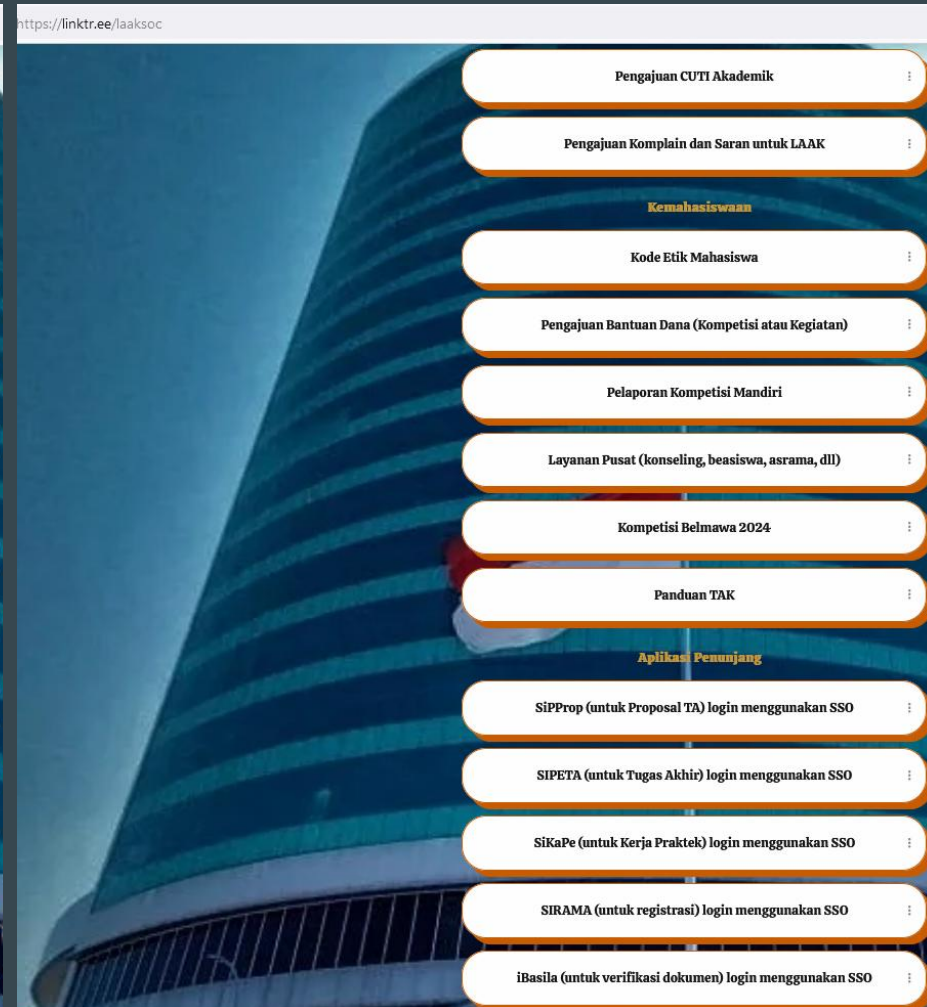 https://linktr.ee/laaksoc
Pengajuan CUTI Akademik
Pengajuan Komplain dan Saran untuk LAAK
Kemahasiswaan
Kode Etik Mahasiswa
Pengajuan Bantuan Dana (Kompetisi atau Kegiatan)
Pelaporan Kompetisi Mandiri
Layanan Pusat (konseling, beasiswa, asrama, dll)
Kompetisi Belmawa 2024
Panduan TAK
Aplikasi Penunjang
SiPProp (untuk Proposal TA) login menggunakan SSO
SIPETA (untuk Tugas Akhir) login menggunakan SSO
SiKaPe (untuk Kerja Praktek) login menggunakan SSO
SIRAMA (untuk registrasi) login menggunakan SSO
iBasila (untuk verifikasi dokumen) login menggunakan SSO